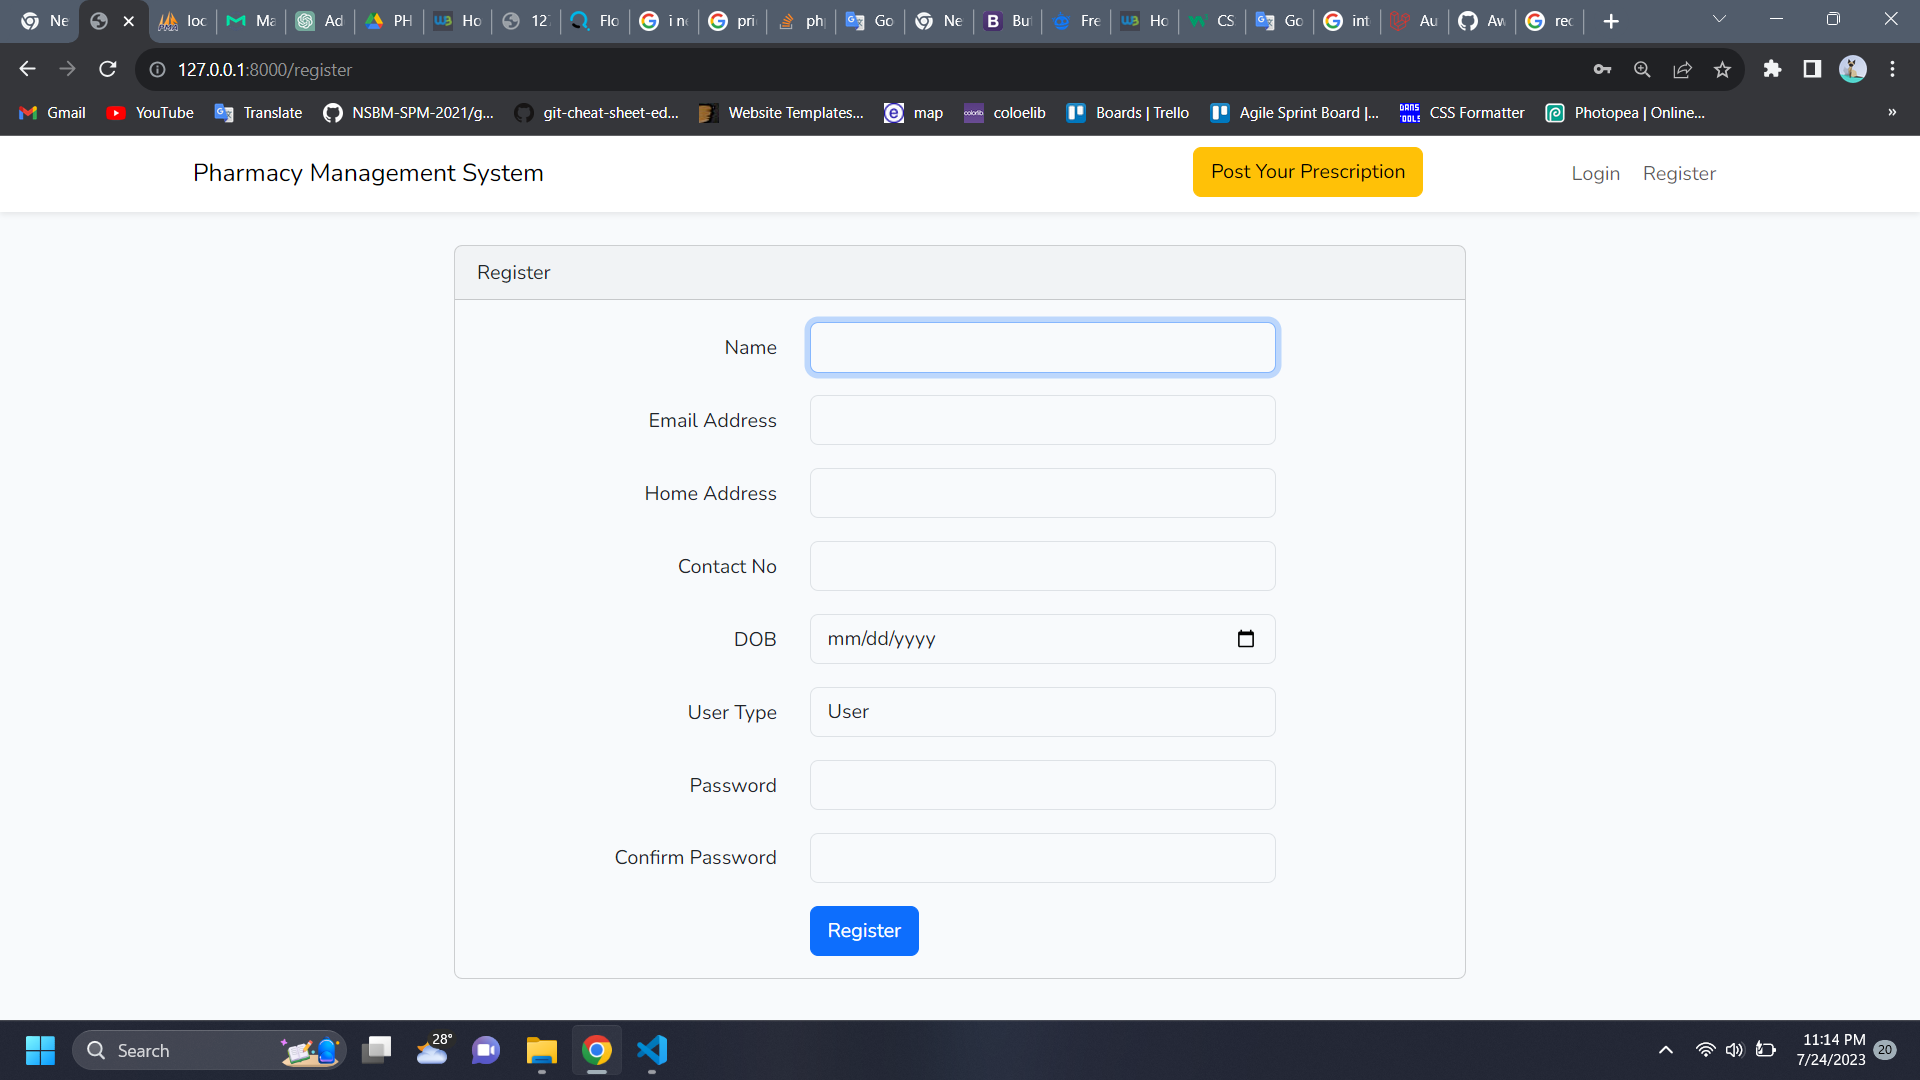 Ne
loc
Ma
Ad
PH
Ho
127
Flo
i ne
pri
php
Go
Ne
But
Fre
Ho
CS
Go
int
Au
Aw
rec
127.0.0.1:8000/register
Gmail
YouTube
Translate
NSBM-SPM-2021/g...
git-cheat-sheet-ed...
Website Templates...
map
coloelib
Boards | Trello
Agile Sprint Board |...
CSS Formatter
Photopea | Online...
»
Pharmacy Management System
Post Your Prescription
Login
Register
Register
Name
Email Address
Home Address
Contact No
DOB
mm/dd/yyyy
User Type
User
Password
Confirm Password
Register
Search
28°
11:14 PM
7/24/2023
20